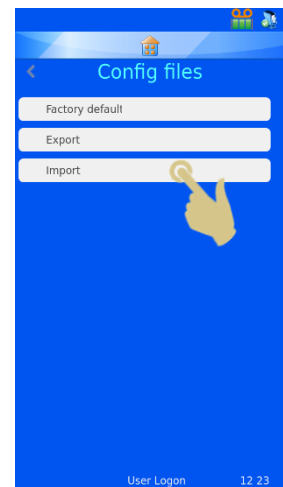 Config files
Factory default
Export
Import
User Logon 12 23